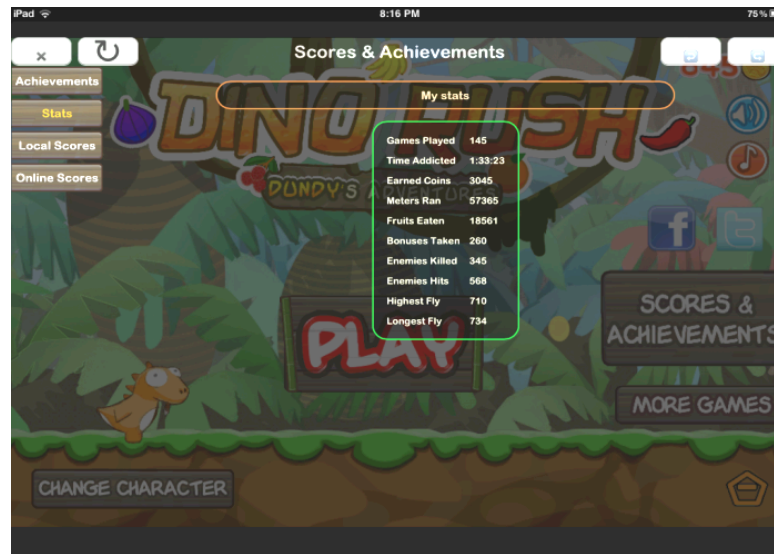 iPad 8:16 PM 75%
Scores & Achievements
Achievements
Stats
Local Scores
Online Scores
My stats
Games Played 145
Time Addicted 1:33:23
Earned Coins 3045
Meters Ran 57365
Fruits Eaten 18561
Bonuses Taken 260
Enemies Killed 345
Enemies Hits 568
Highest Fly 710
Longest Fly 734
DINO RUSH
DUNDY'S ADVENTURES
845
PLAY
SCORES &
ACHIEVEMENTS
MORE GAMES
CHANGE CHARACTER